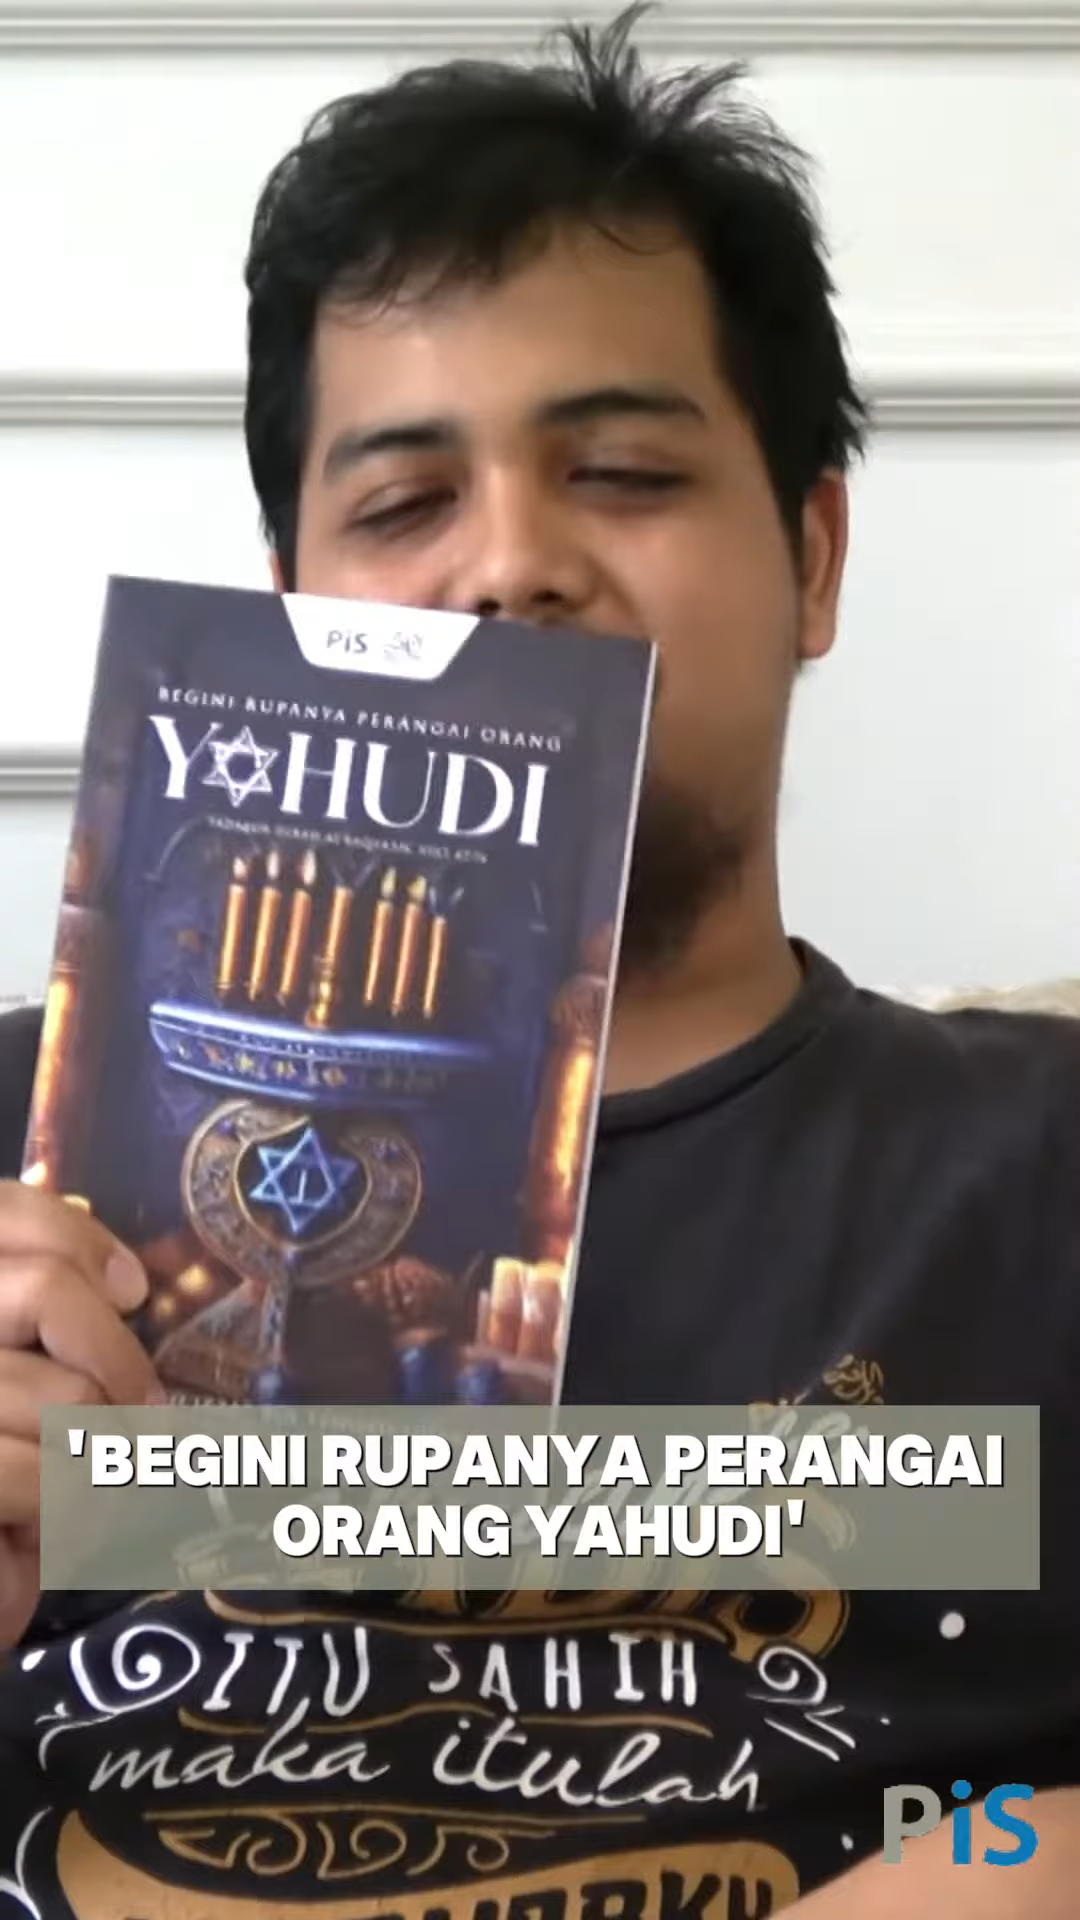 PiS
BEGINI RUPANYA PERANGAI ORANG
YAHUDI
'BEGINI RUPANYA PERANGAI
ORANG YAHUDI'
ITU SAHIH
maka itulah
PiS